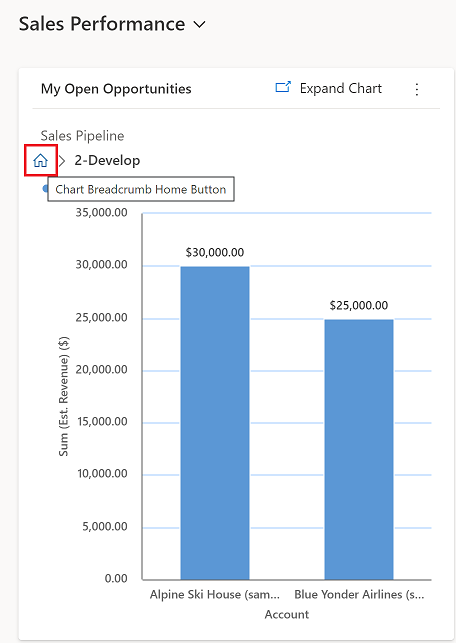 Sales Performance
My Open Opportunities Expand Chart
Sales Pipeline
2-Develop
Chart Breadcrumb Home Button
35,000.00
30,000.00
25,000.00
20,000.00
15,000.00
10,000.00
5,000.00
0.00
Sum (Est. Revenue) ($)
$30,000.00
$25,000.00
Alpine Ski House (sam... Blue Yonder Airlines (s...
Account